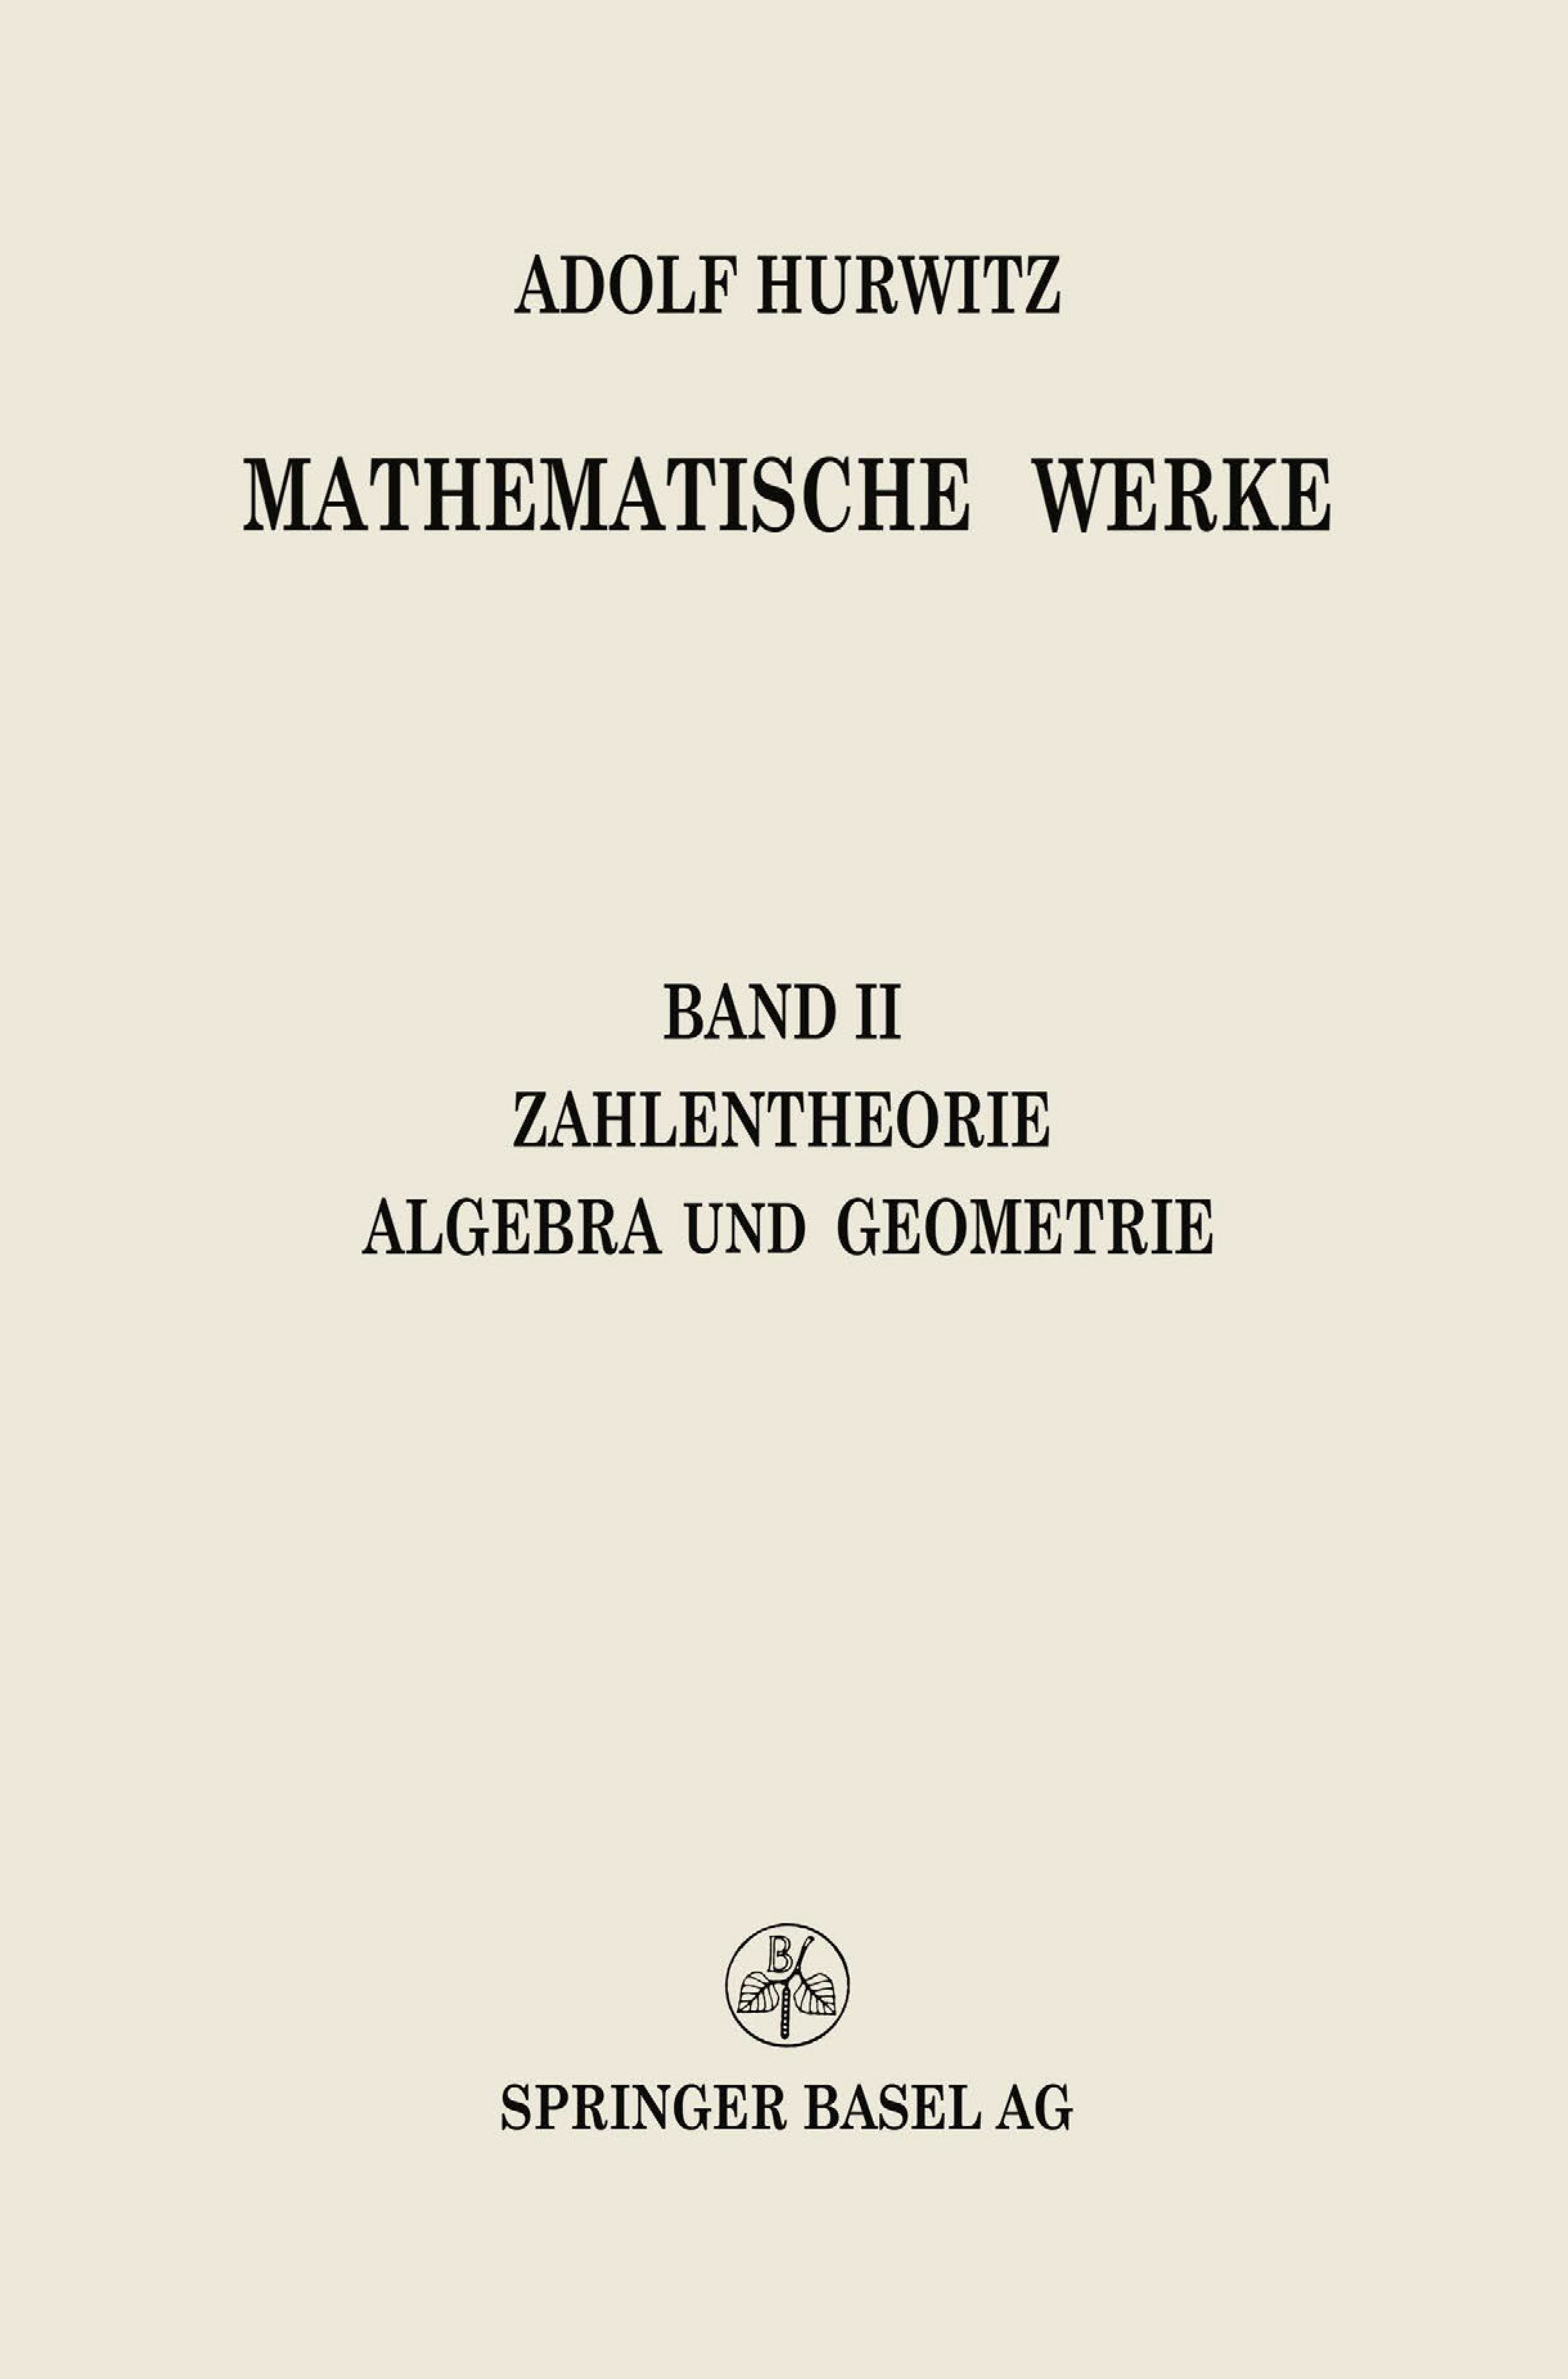 ADOLF HURWITZ
MATHEMATISCHE WERKE
BAND II
ZAHLENTHEORIE
ALGEBRA UND GEOMETRIE
B
SPRINGER BASEL AG